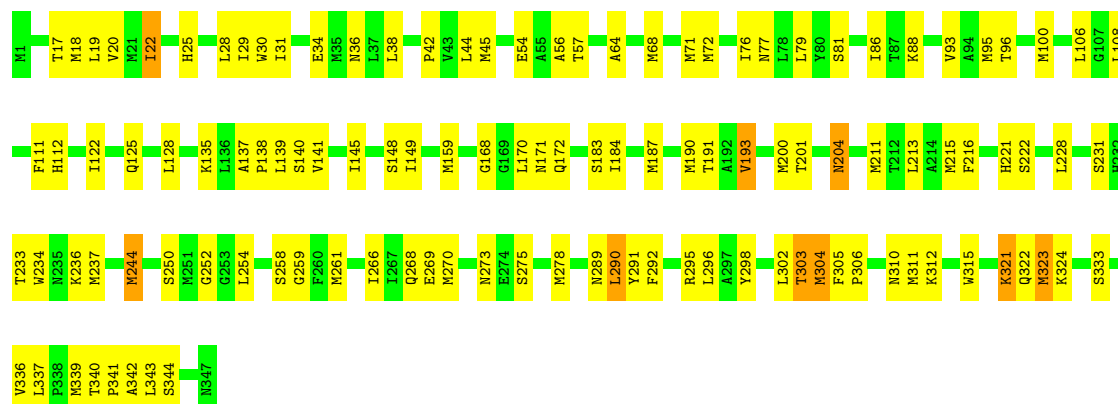 M1 T17 M18 L19 V20 M21 I22 H25 L28 I29 W30 I31 E34 M35 N36 L37 L38 P42 V43 L44 M45 E54 A55 A56 T57 A64 M68 M71 M72 I76 N77 L78 L79 Y80 S81 I86 T87 K88 V93 A94 M95 T96 M100 L106 G107 L108
F111 H112 I122 Q125 L128 K135 L136 A137 P138 L139 S140 V141 I145 S148 I149 M159 G168 G169 L170 N171 Q172 S183 I184 M187 M190 T191 A192 V193 M200 T201 N204 M211 T212 L213 A214 M215 F216 H221 S222 L228 S231 H232
T233 W234 N235 K236 M237 M244 S250 M251 G252 G253 L254 S258 G259 F260 M261 I266 I267 Q268 E269 M270 N273 E274 S275 M278 N289 L290 Y291 F292 R295 L296 A297 Y298 L302 T303 M304 F305 P306 N310 M311 K312 W315 K321 Q322 M323 K324 S333
V336 L337 P338 M339 T340 P341 A342 L343 S344 N347